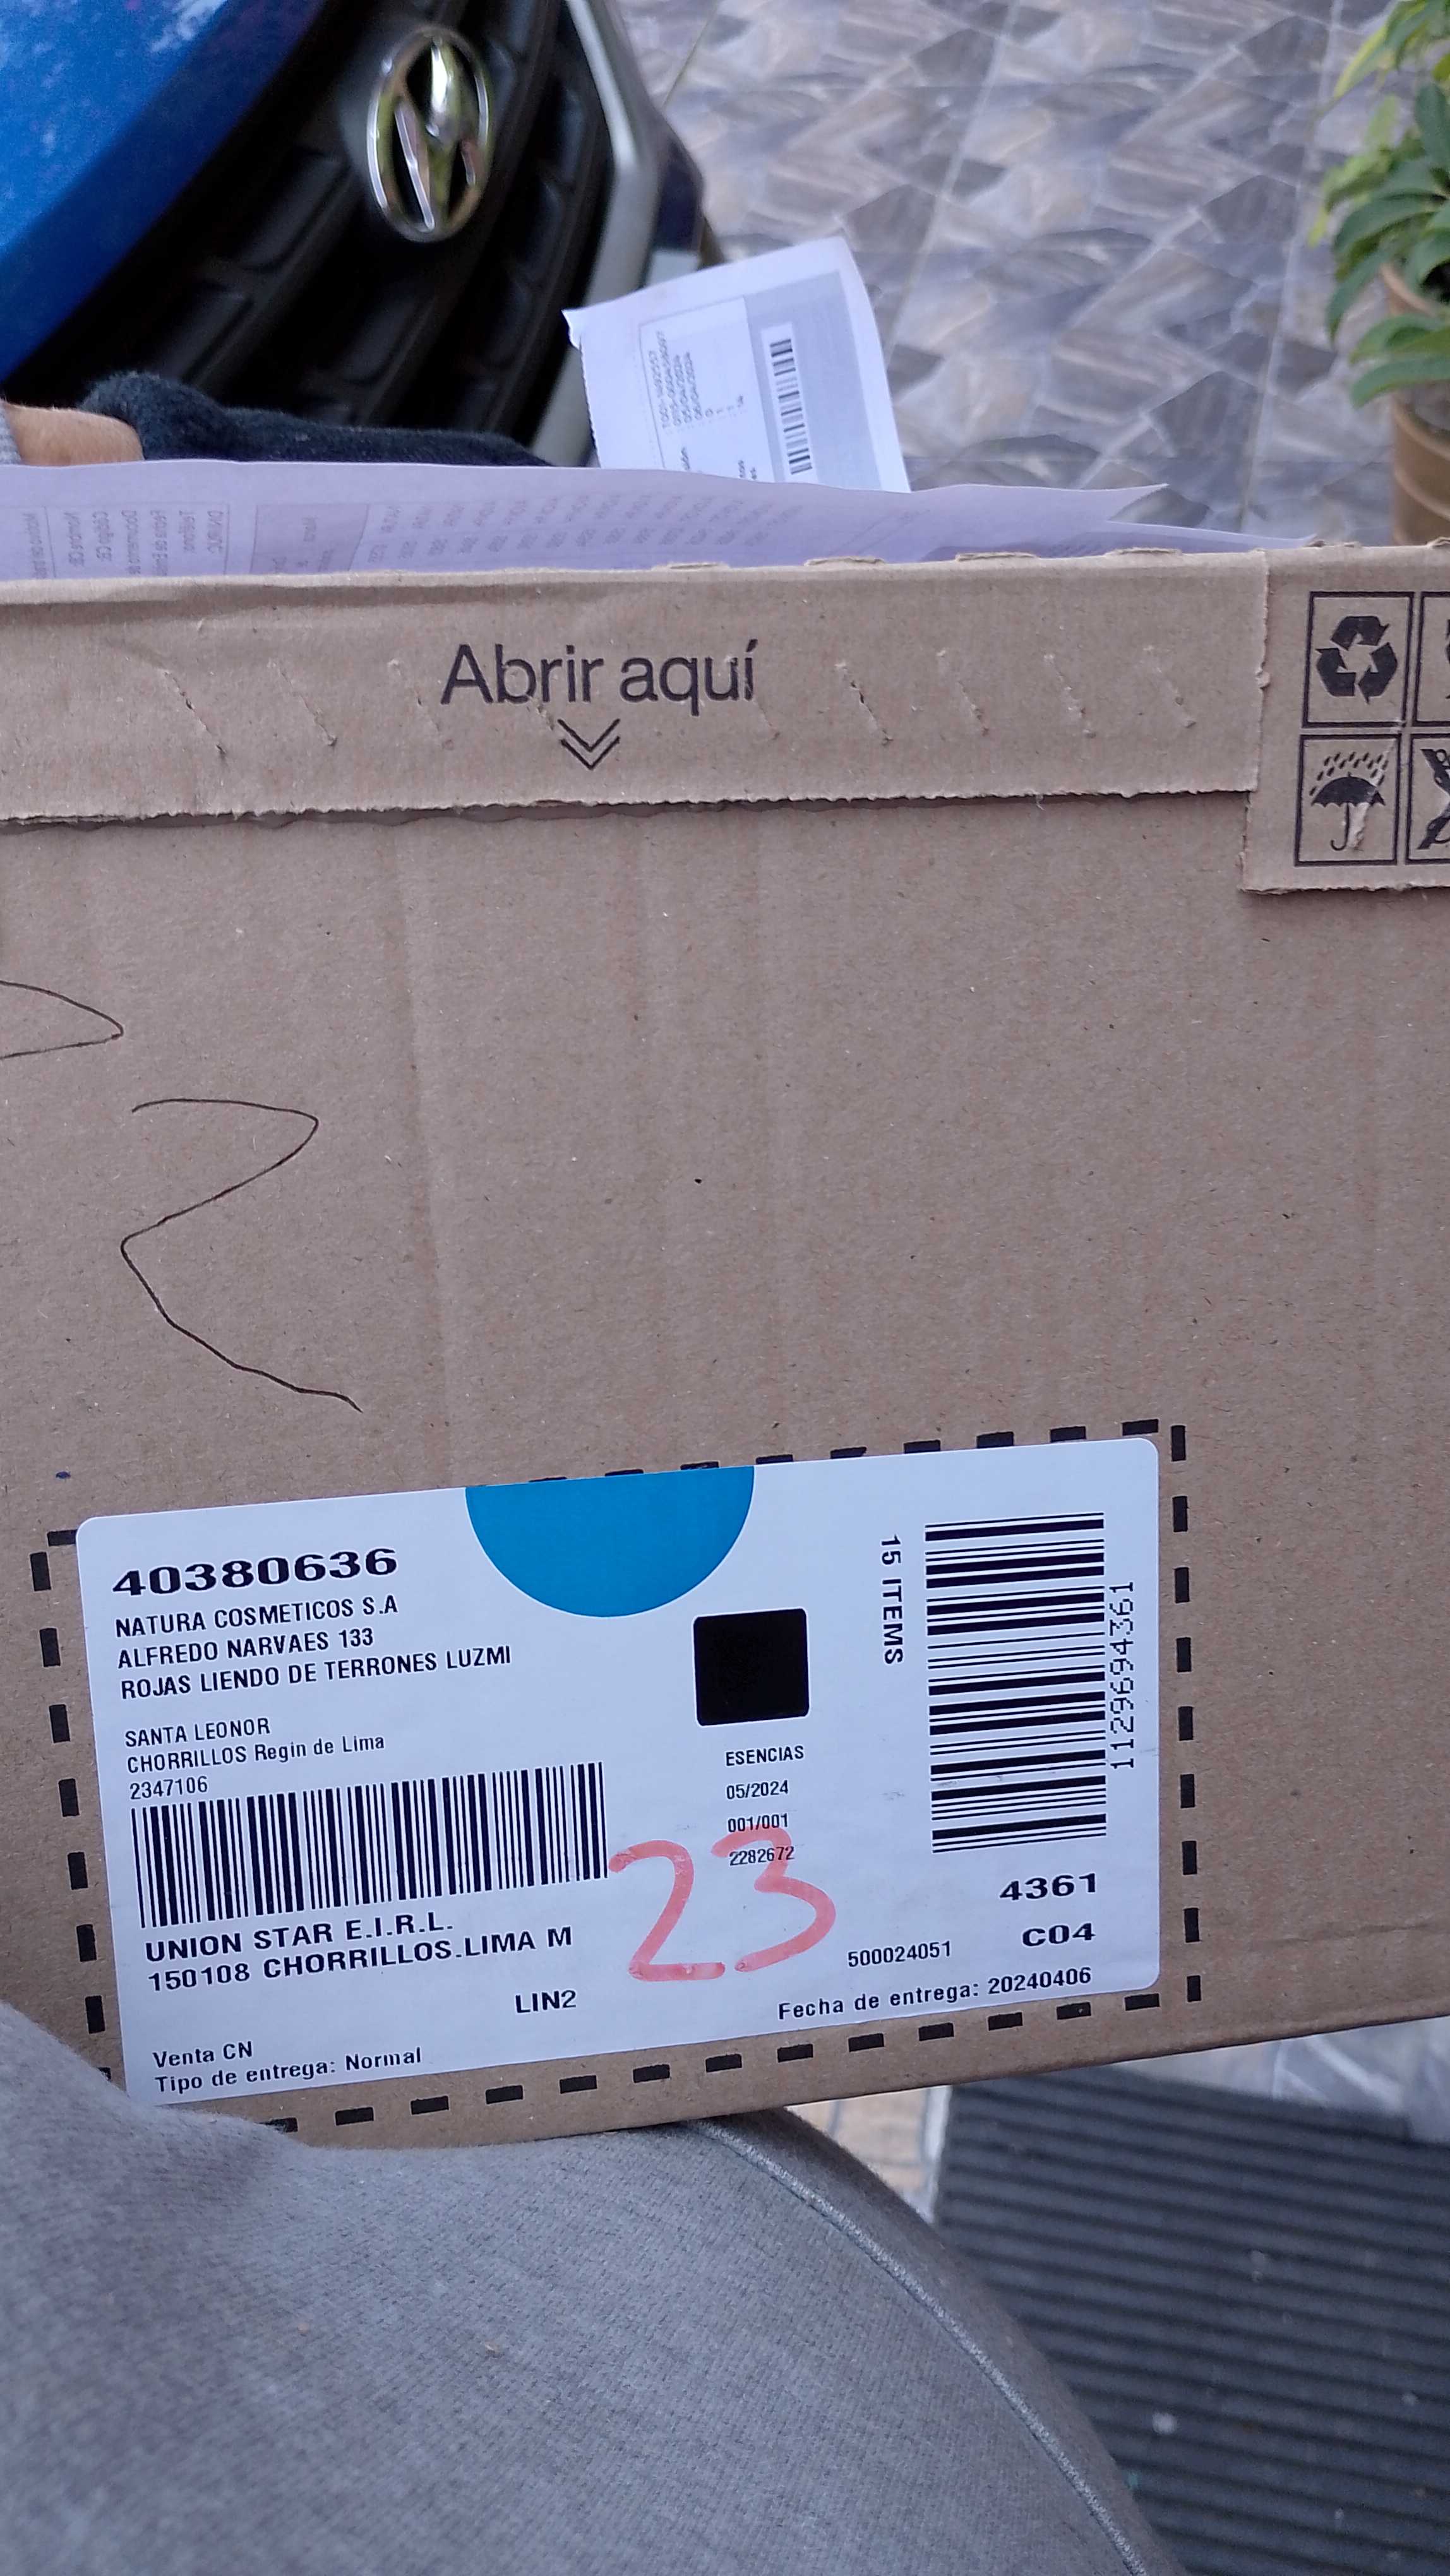 Abrir aquí
40380636
NATURA COSMETICOS S.A
ALFREDO NARVAES 133
ROJAS LIENDO DE TERRONES LUZMI
SANTA LEONOR
CHORRILLOS Regin de Lima
2347106
UNION STAR E.I.R.L.
150108 CHORRILLOS.LIMA M
LIN2
Venta CN
Tipo de entrega: Normal
ESENCIAS
05/2024
001/001
2282672
23
15 ITEMS
1129694361
4361
C04
500024051
Fecha de entrega: 20240406